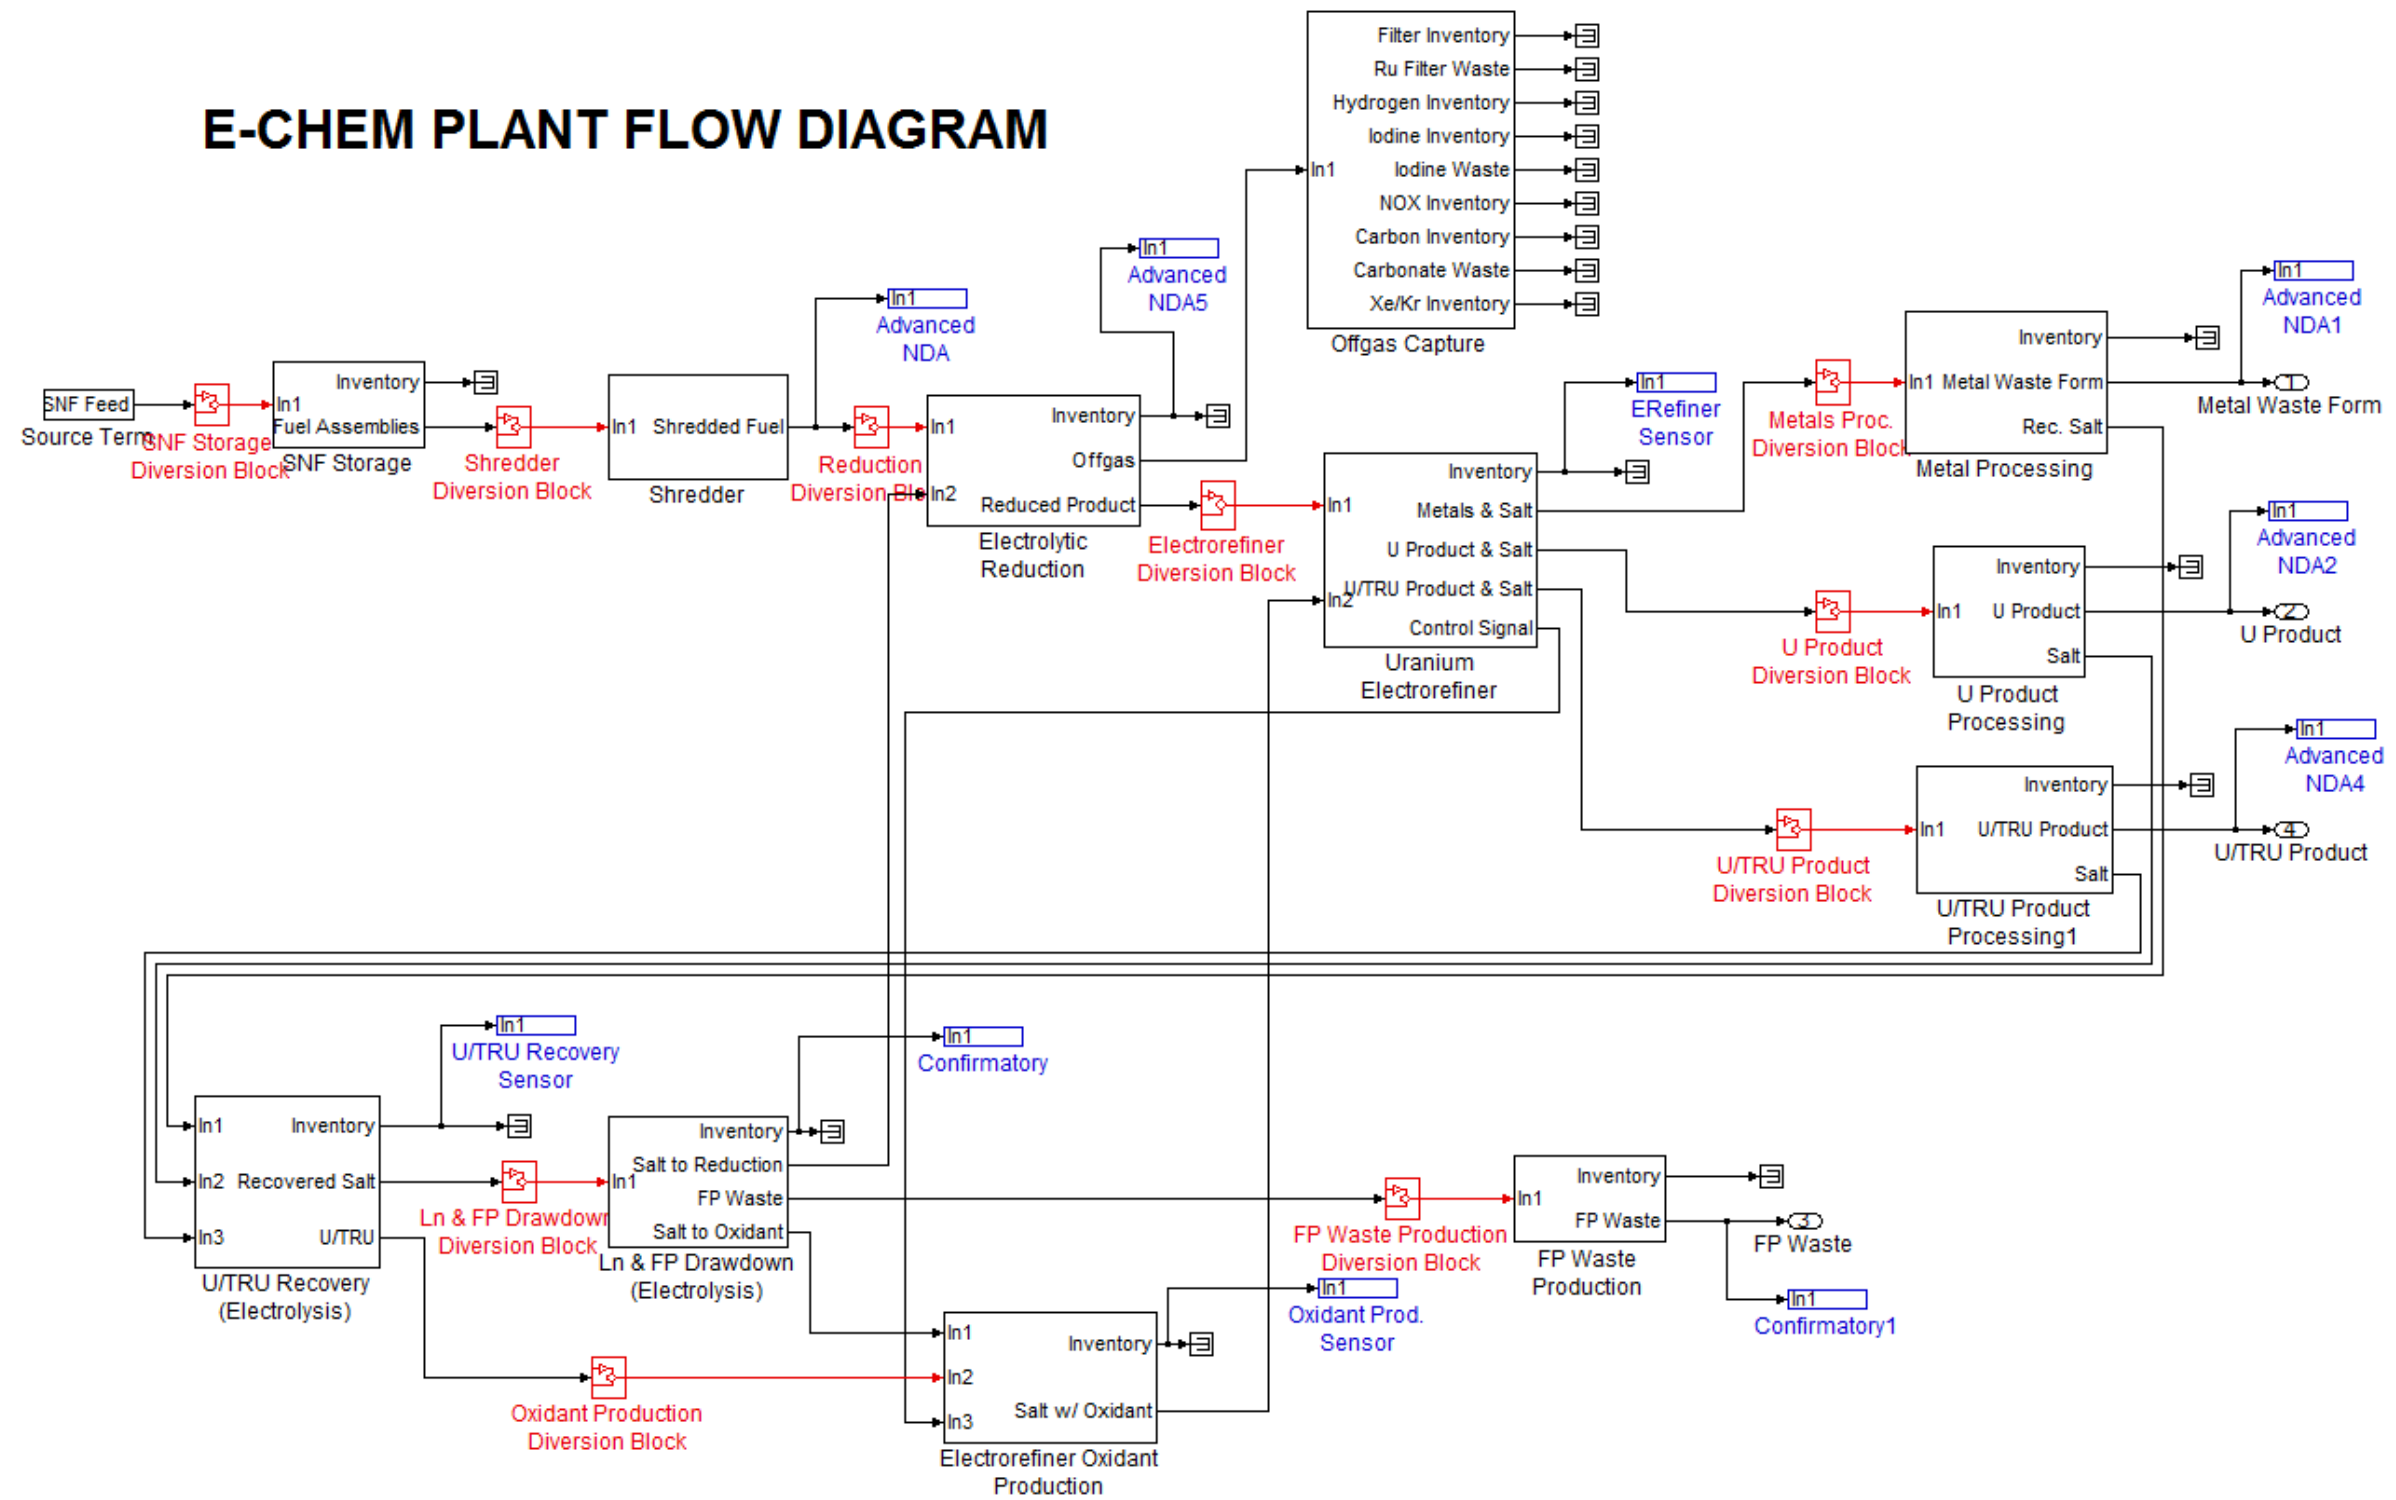 E-CHEM PLANT FLOW DIAGRAM
SNF Feed
Source Term
SNF Storage
Diversion Block
In1
Inventory
Fuel Assemblies
SNF Storage
Shredder
Diversion Block
In1
Shredded Fuel
Shredder
In1
Advanced
NDA
Reduction
Diversion Blo
In1
In2
Inventory
Offgas
Reduced Product
Electrolytic
Reduction
In1
Advanced
NDA5
In1
Filter Inventory
Ru Filter Waste
Hydrogen Inventory
Iodine Inventory
Iodine Waste
NOX Inventory
Carbon Inventory
Carbonate Waste
Xe/Kr Inventory
Offgas Capture
Electrorefiner
Diversion Block
In1
In2
Inventory
Metals & Salt
U Product & Salt
U/TRU Product & Salt
Control Signal
Uranium
Electrorefiner
In1
ERefiner
Sensor
Metals Proc.
Diversion Block
In1
Inventory
Metal Waste Form
Rec. Salt
Metal Processing
In1
Advanced
NDA1
1
Metal Waste Form
U Product
Diversion Block
In1
Inventory
U Product
Salt
U Product
Processing
In1
Advanced
NDA2
2
U Product
U/TRU Product
Diversion Block
In1
Inventory
U/TRU Product
Salt
U/TRU Product
Processing1
In1
Advanced
NDA4
4
U/TRU Product
In1
In2
In3
Inventory
Recovered Salt
U/TRU
U/TRU Recovery
(Electrolysis)
In1
U/TRU Recovery
Sensor
Ln & FP Drawdown
Diversion Block
In1
Inventory
Salt to Reduction
FP Waste
Salt to Oxidant
Ln & FP Drawdown
(Electrolysis)
In1
Confirmatory
Oxidant Production
Diversion Block
In1
In2
In3
Inventory
Salt w/ Oxidant
Electrorefiner Oxidant
Production
In1
Oxidant Prod.
Sensor
FP Waste Production
Diversion Block
In1
Inventory
FP Waste
FP Waste
Production
3
FP Waste
In1
Confirmatory1